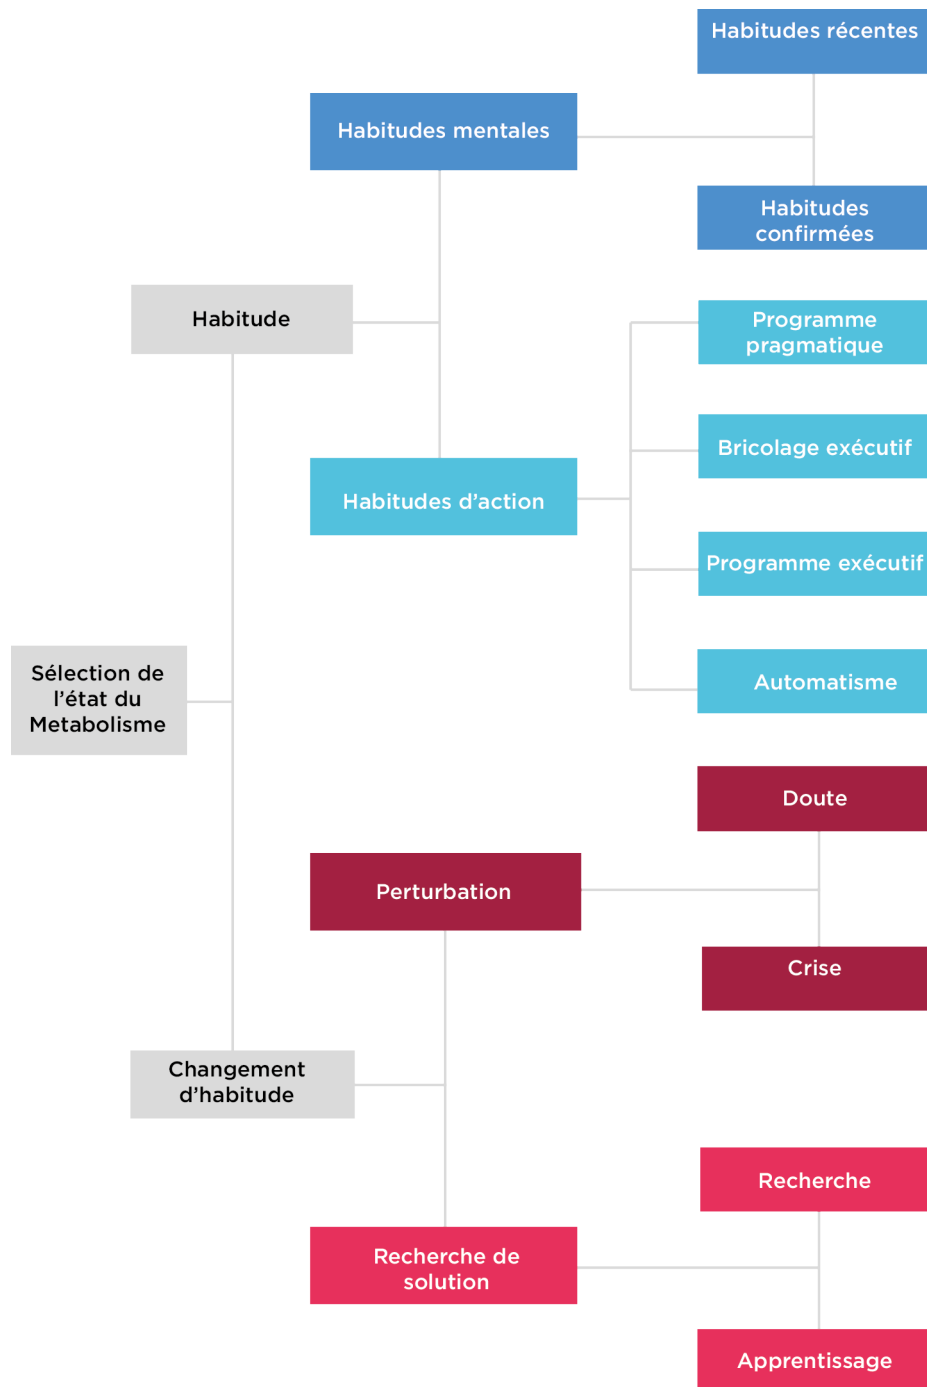 Habitudes récentes
Habitudes mentales
Habitudes
confirmées
Habitude
Programme
pragmatique
Bricolage exécutif
Habitudes d’action
Programme exécutif
Sélection de
l’état du
Metabolisme
Automatisme
Doute
Perturbation
Crise
Changement
d’habitude
Recherche
Recherche de
solution
Apprentissage